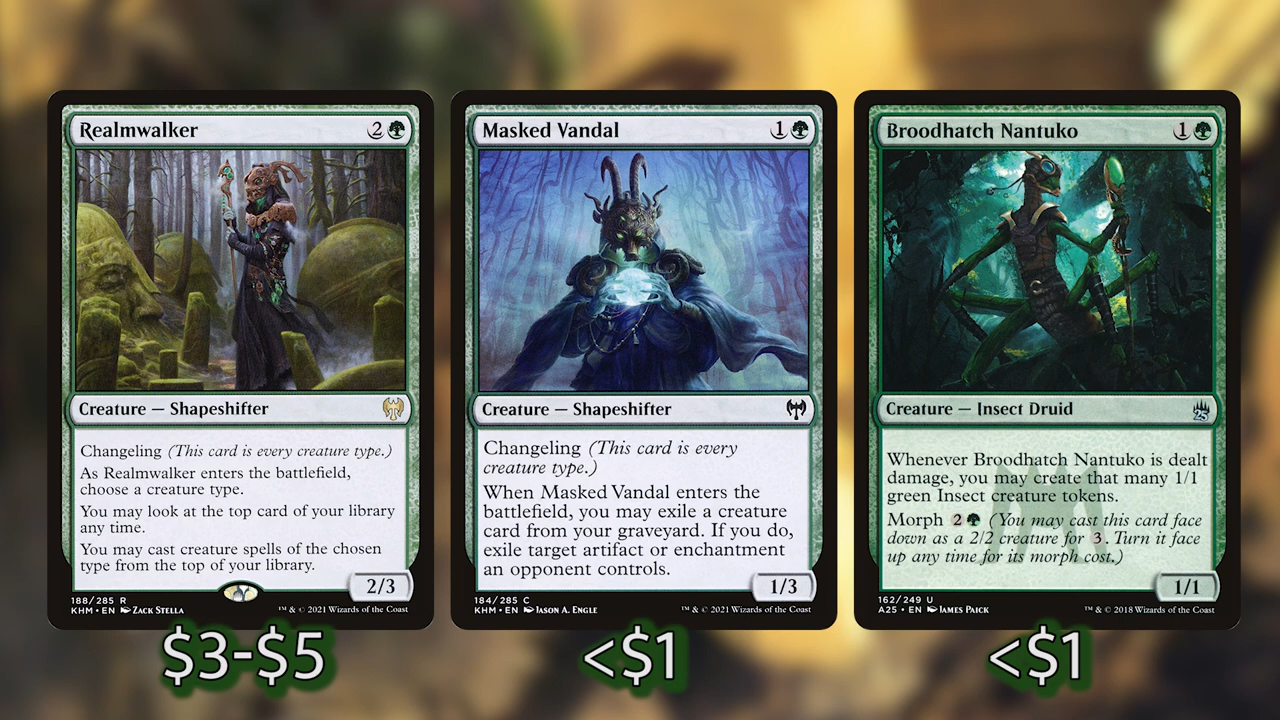 Realmwalker 2
Creature — Shapeshifter
Changeling (This card is every creature type.)
As Realmwalker enters the battlefield,
choose a creature type.
You may look at the top card of your library
any time.
You may cast creature spells of the chosen
type from the top of your library.
2/3
188/285 R
KHM • EN Zack Stella ™ & © 2021 Wizards of the Coast
$3-$5
Masked Vandal 1
Creature — Shapeshifter
Changeling (This card is every
creature type.)
When Masked Vandal enters the
battlefield, you may exile a creature
card from your graveyard. If you do,
exile target artifact or enchantment
an opponent controls.
1/3
184/285 C
KHM • EN Jason A. Engle ™ & © 2021 Wizards of the Coast
<$1
Broodhatch Nantuko 1
Creature — Insect Druid
Whenever Broodhatch Nantuko is dealt
damage, you may create that many 1/1
green Insect creature tokens.
Morph 2 (You may cast this card face
down as a 2/2 creature for 3. Turn it face
up any time for its morph cost.)
1/1
162/249 U
A25 • EN James Paick ™ & © 2018 Wizards of the Coast
<$1